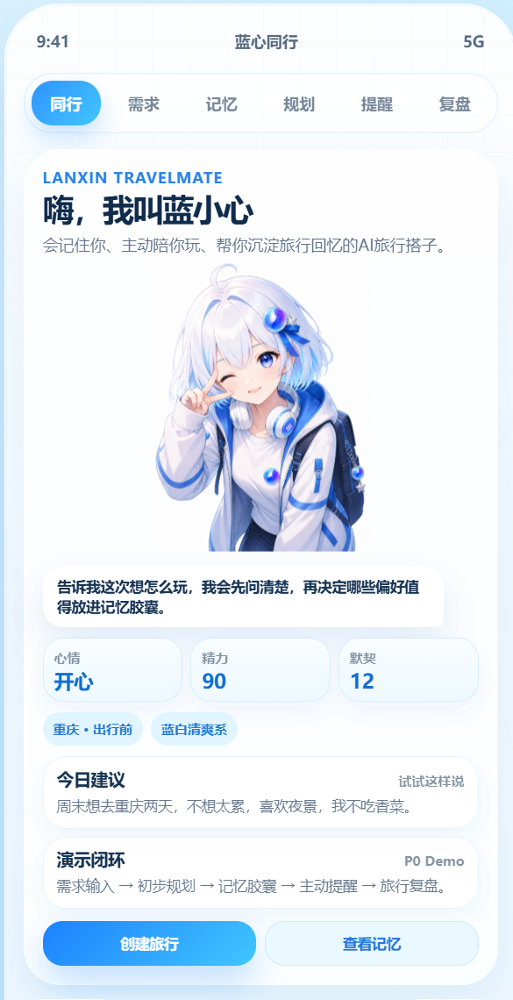 9:41
蓝心同行
5G
同行
需求
记忆
规划
提醒
复盘
LANXIN TRAVELMATE
嗨，我叫蓝小心
会记住你、主动陪你玩、帮你沉淀旅行回忆的AI旅行搭子。
告诉我这次想怎么玩，我会先问清楚，再决定哪些偏好值
得放进记忆胶囊。
心情
开心
精力
90
默契
12
重庆 • 出行前
蓝白清爽系
今日建议
试试这样说
周末想去重庆两天，不想太累，喜欢夜景，我不吃香菜。
演示闭环
P0 Demo
需求输入 → 初步规划 → 记忆胶囊 → 主动提醒 → 旅行复盘。
创建旅行
查看记忆